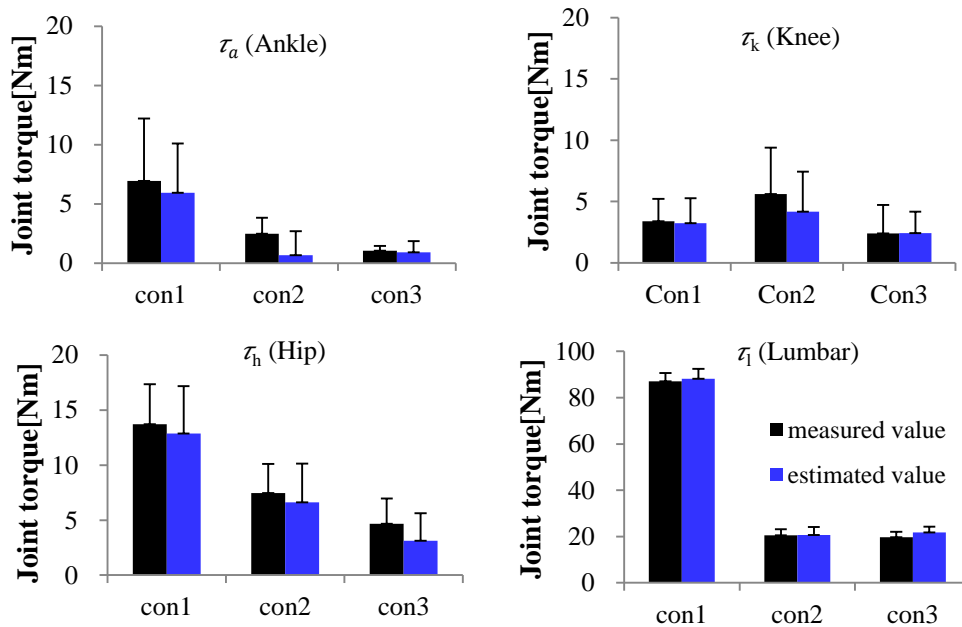 τa (Ankle)
Joint torque[Nm]
20
15
10
5
0
con1 con2 con3
τk (Knee)
Joint torque[Nm]
20
15
10
5
0
Con1 Con2 Con3
τh (Hip)
Joint torque[Nm]
20
15
10
5
0
con1 con2 con3
τl (Lumbar)
Joint torque[Nm]
100
80
60
40
20
0
measured value
estimated value
con1 con2 con3